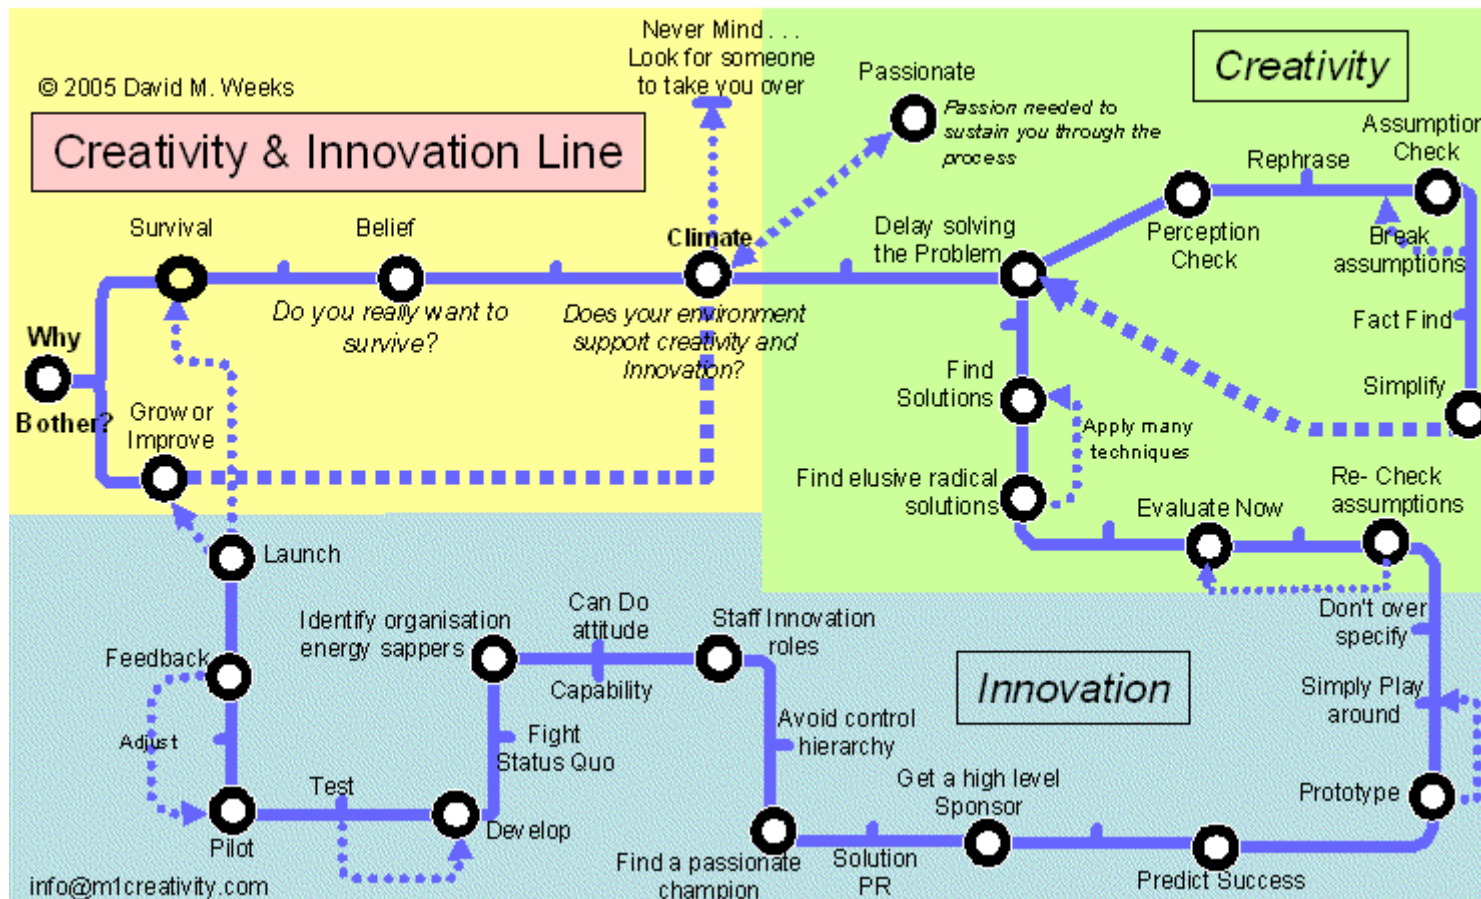 © 2005 David M. Weeks
Creativity & Innovation Line
Never Mind . . .
Look for someone
to take you over
Passionate
Passion needed to
sustain you through the
process
Creativity
Assumption
Check
Rephrase
Survival
Belief
Climate
Delay solving
the Problem
Perception
Check
Break
assumptions
Do you really want to
survive?
Does your environment
support creativity and
Innovation?
Why
Bother?
Fact Find
Find
Solutions
Simplify
Grow or
Improve
Apply many
techniques
Find elusive radical
solutions
Evaluate Now
Re- Check
assumptions
Launch
Identify organisation
energy sappers
Can Do
attitude
Staff Innovation
roles
Don't over
specify
Feedback
Capability
Innovation
Simply Play
around
Adjust
Fight
Status Quo
Avoid control
hierarchy
Test
Get a high level
Sponsor
Prototype
Pilot
Develop
Find a passionate
champion
Solution
PR
Predict Success
info@m1creativity.com